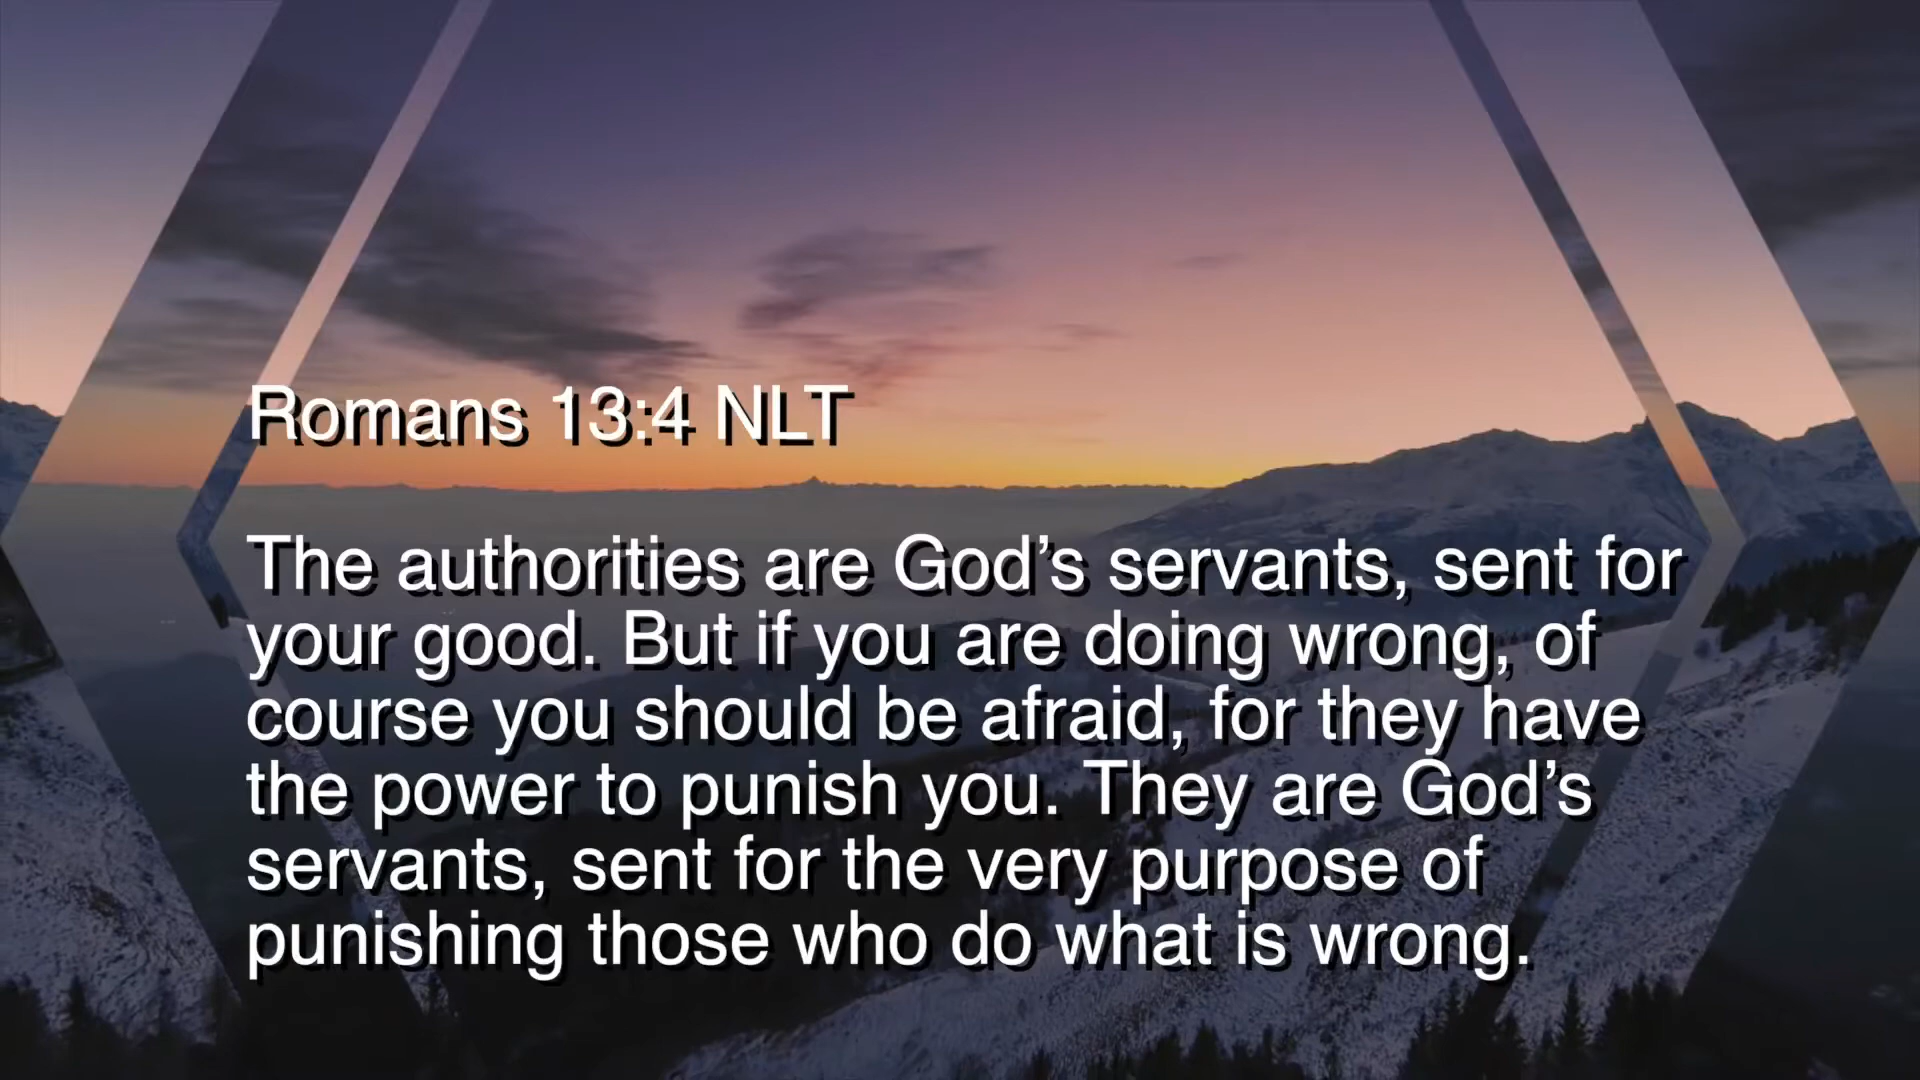 Romans 13:4 NLT
The authorities are God’s servants, sent for
your good. But if you are doing wrong, of
course you should be afraid, for they have
the power to punish you. They are God’s
servants, sent for the very purpose of
punishing those who do what is wrong.